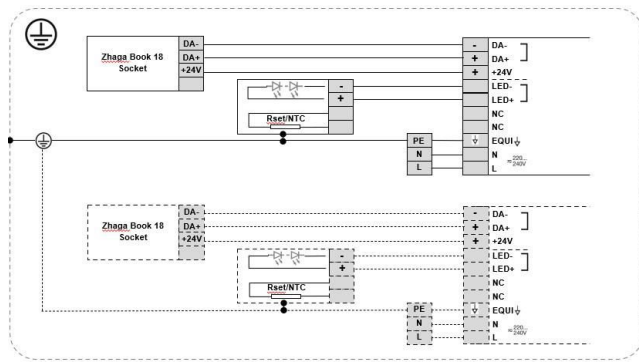 Zhaga Book 18
Socket
DA-
DA+
+24V
-
+
Rset/NTC
PE
N
L
-
+
+
DA-
DA+
+24V
LED-
LED+
NC
NC
EQUI
N
L
≂220...
240V
Zhaga Book 18
Socket
DA-
DA+
+24V
-
+
Rset/NTC
PE
N
L
-
+
+
DA-
DA+
+24V
LED-
LED+
NC
NC
EQUI
N
L
≂220...
240V